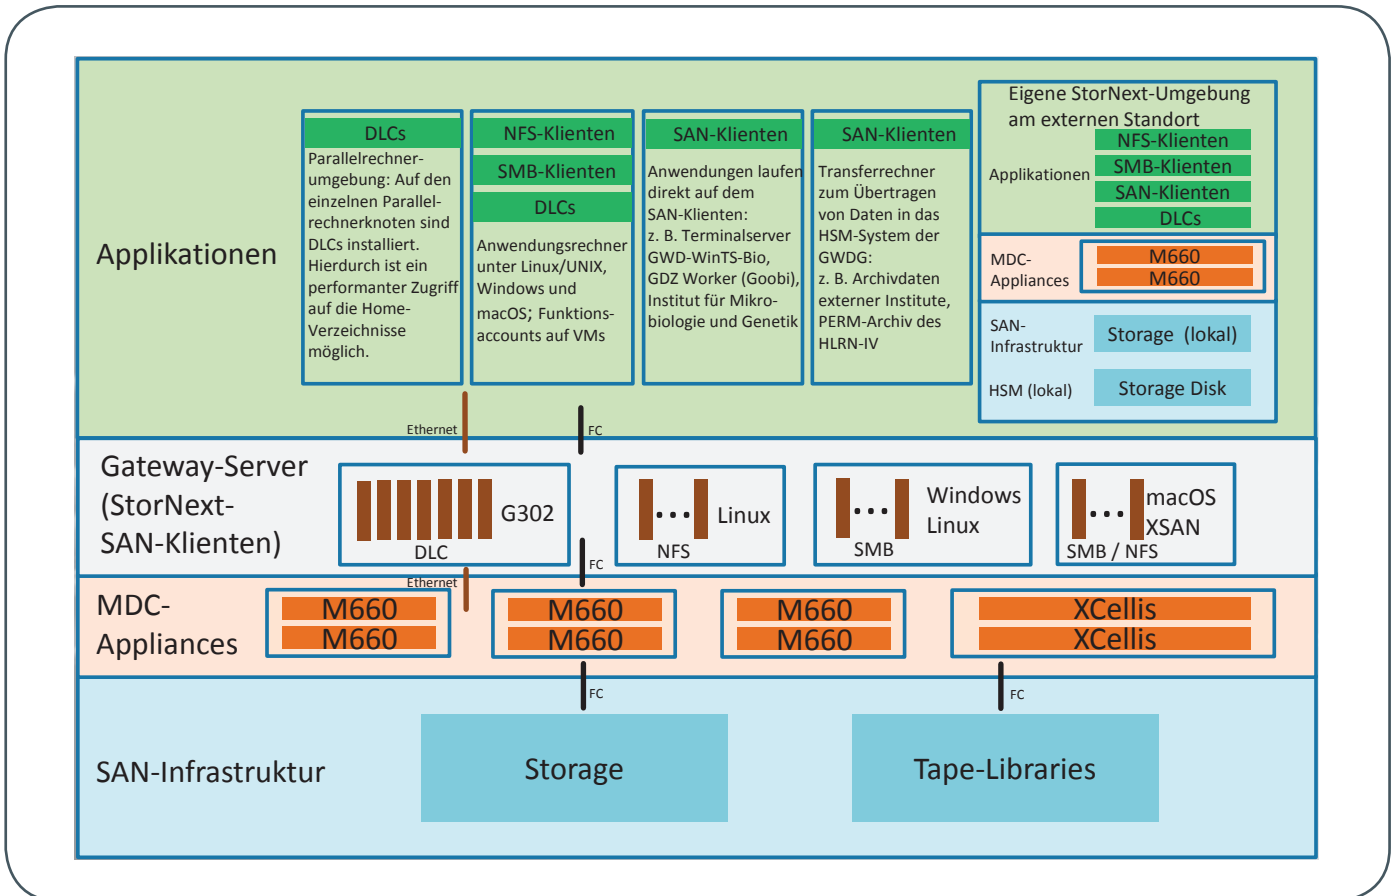 Applikationen
DLCs
Parallelrechner-
umgebung: Auf den
einzelnen Parallel-
rechnerknoten sind
DLCs installiert.
Hierdurch ist ein
performanter Zugriff
auf die Home-
Verzeichnisse
möglich.
NFS-Klienten
SMB-Klienten
DLCs
Anwendungsrechner
unter Linux/UNIX,
Windows und
macOS; Funktions-
accounts auf VMs
SAN-Klienten
Anwendungen laufen
direkt auf dem
SAN-Klienten:
z. B. Terminalserver
GWD-WinTS-Bio,
GDZ Worker (Goobi),
Institut für Mikro-
biologie und Genetik
SAN-Klienten
Transferrechner
zum Übertragen
von Daten in das
HSM-System der
GWDG:
z. B. Archivdaten
externer Institute,
PERM-Archiv des
HLRN-IV
Eigene StorNext-Umgebung
am externen Standort
Applikationen
NFS-Klienten
SMB-Klienten
SAN-Klienten
DLCs
MDC-
Appliances
M660
M660
SAN-
Infrastruktur
Storage (lokal)
HSM (lokal)
Storage Disk
Ethernet
FC
Gateway-Server
(StorNext-
SAN-Klienten)
G302
DLC
Linux
NFS
Windows
Linux
SMB
macOS
XSAN
SMB / NFS
Ethernet
FC
MDC-
Appliances
M660
M660
M660
M660
M660
M660
XCellis
XCellis
FC
FC
SAN-Infrastruktur
Storage
Tape-Libraries